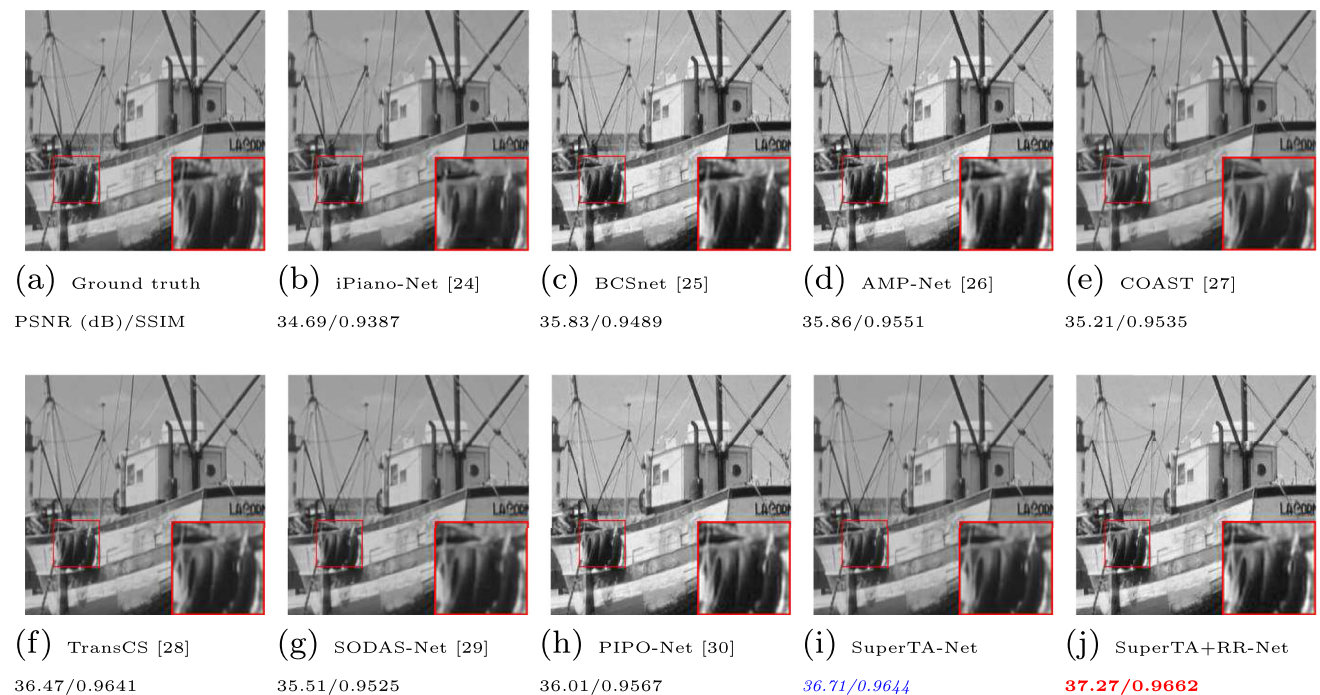 (a) Ground truth
PSNR (dB)/SSIM
(b) iPiano-Net [24]
34.69/0.9387
(c) BCSnet [25]
35.83/0.9489
(d) AMP-Net [26]
35.86/0.9551
(e) COAST [27]
35.21/0.9535
(f) TransCS [28]
36.47/0.9641
(g) SODAS-Net [29]
35.51/0.9525
(h) PIPO-Net [30]
36.01/0.9567
(i) SuperTA-Net
36.71/0.9644
(j) SuperTA+RR-Net
37.27/0.9662